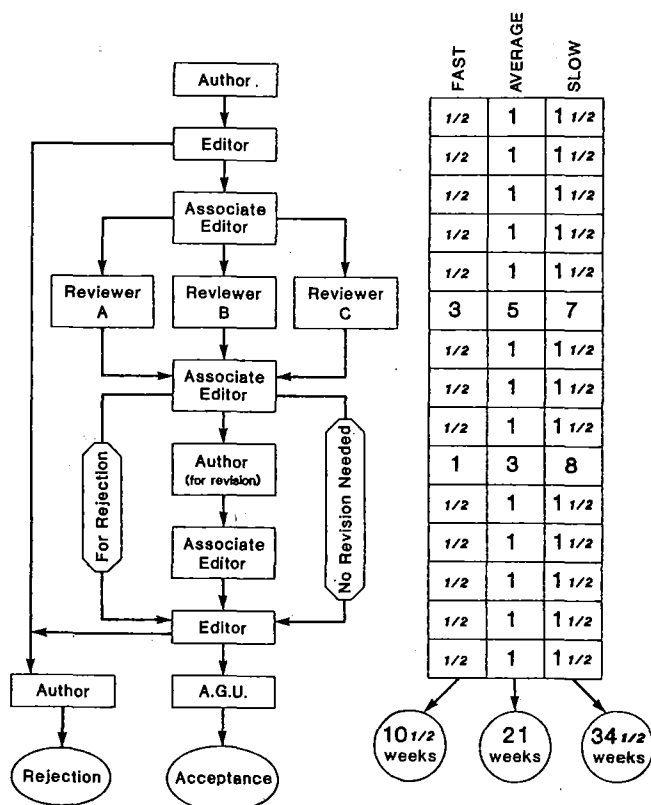 Author
Editor
Associate
Editor
Reviewer
A
Reviewer
B
Reviewer
C
Associate
Editor
For Rejection
Author
(for revision)
No Revision Needed
Associate
Editor
Editor
Author
A.G.U.
Rejection
Acceptance
FAST AVERAGE SLOW
1/2 1 1 1/2
1/2 1 1 1/2
1/2 1 1 1/2
1/2 1 1 1/2
1/2 1 1 1/2
3 5 7
1/2 1 1 1/2
1/2 1 1 1/2
1/2 1 1 1/2
1 3 8
1/2 1 1 1/2
1/2 1 1 1/2
1/2 1 1 1/2
1/2 1 1 1/2
1/2 1 1 1/2
10 1/2
weeks
21
weeks
34 1/2
weeks